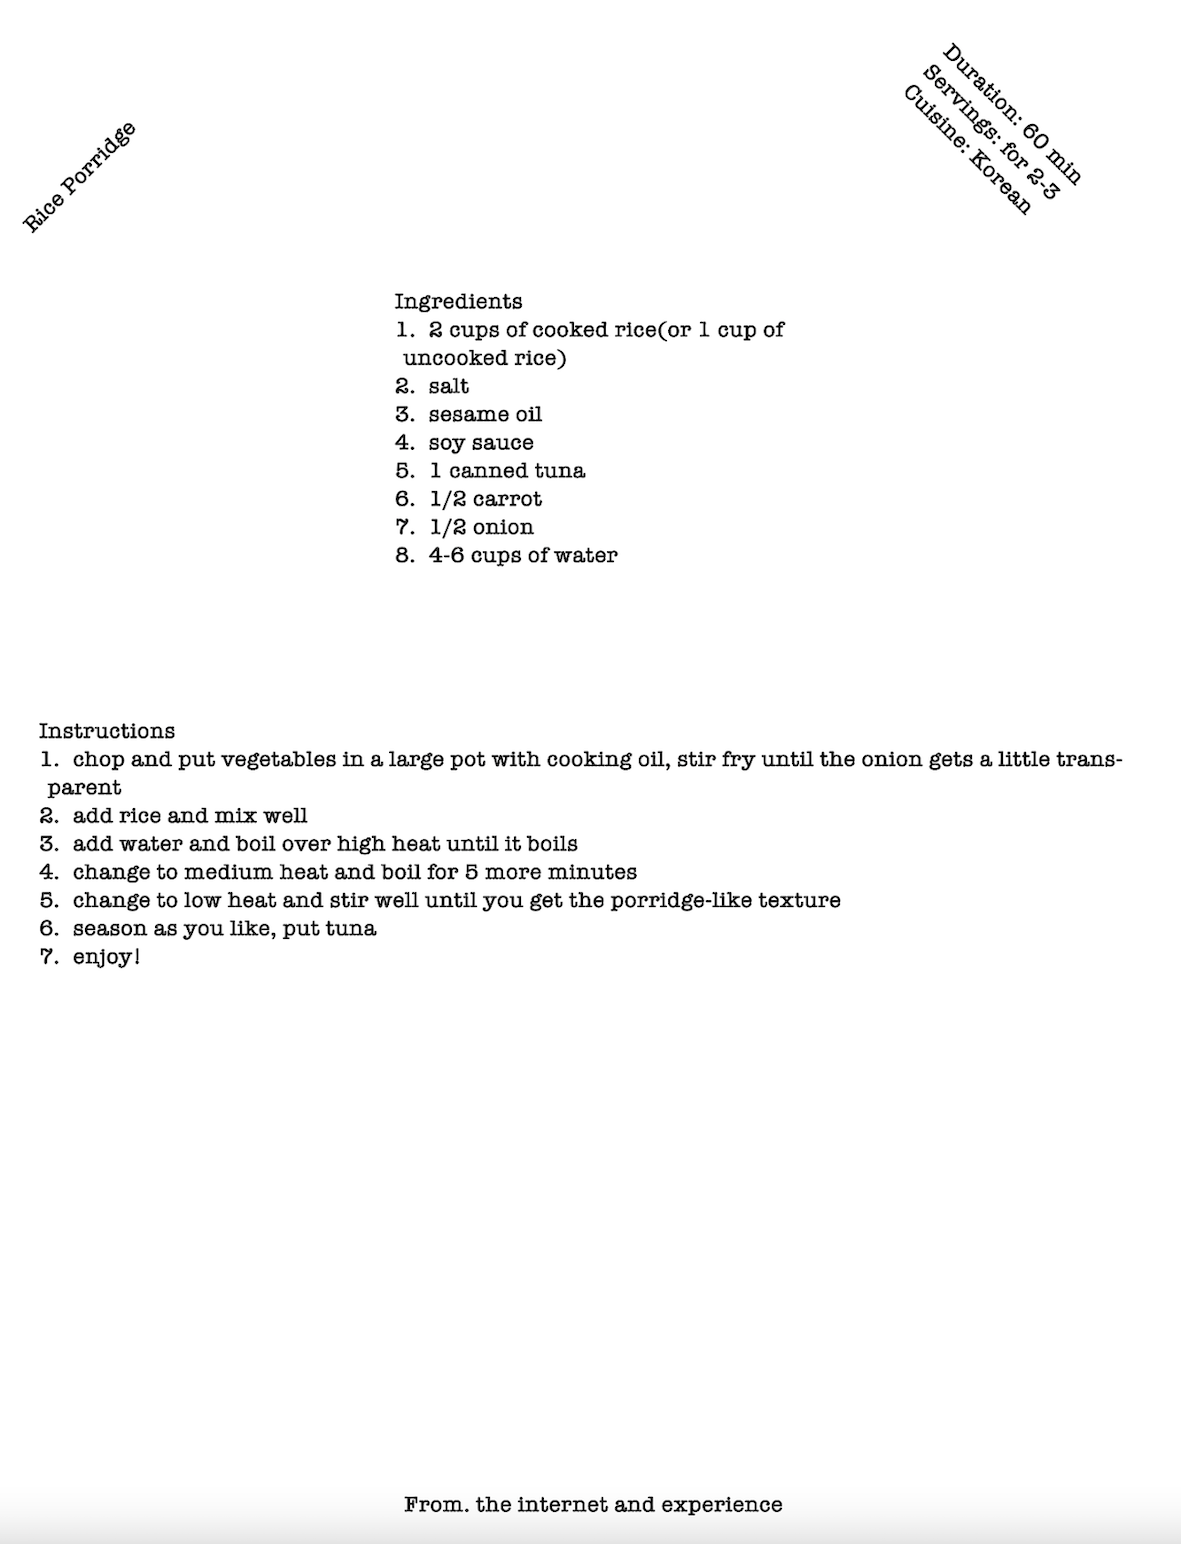 Rice Porridge
Duration: 60 min
Servings: for 2-3
Cuisine: Korean
Ingredients
1. 2 cups of cooked rice(or 1 cup of
uncooked rice)
2. salt
3. sesame oil
4. soy sauce
5. 1 canned tuna
6. 1/2 carrot
7. 1/2 onion
8. 4-6 cups of water
Instructions
1. chop and put vegetables in a large pot with cooking oil, stir fry until the onion gets a little trans-
parent
2. add rice and mix well
3. add water and boil over high heat until it boils
4. change to medium heat and boil for 5 more minutes
5. change to low heat and stir well until you get the porridge-like texture
6. season as you like, put tuna
7. enjoy!
From. the internet and experience